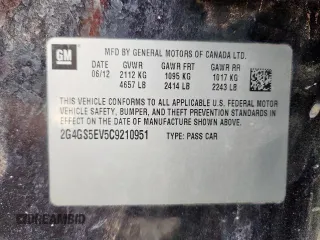 GM
MFD BY GENERAL MOTORS OF CANADA LTD.
DATE GVWR GAWR FRT GAWR RR
06/12 2112 KG 1095 KG 1017 KG
4657 LB 2414 LB 2243 LB
THIS VEHICLE CONFORMS TO ALL APPLICABLE U.S. FEDERAL MOTOR
VEHICLE SAFETY, BUMPER, AND THEFT PREVENTION STANDARDS
IN EFFECT ON THE DATE OF MANUFACTURE SHOWN ABOVE.
2G4GS5EV5C9210951 TYPE: PASS CAR
IDREAMCAR